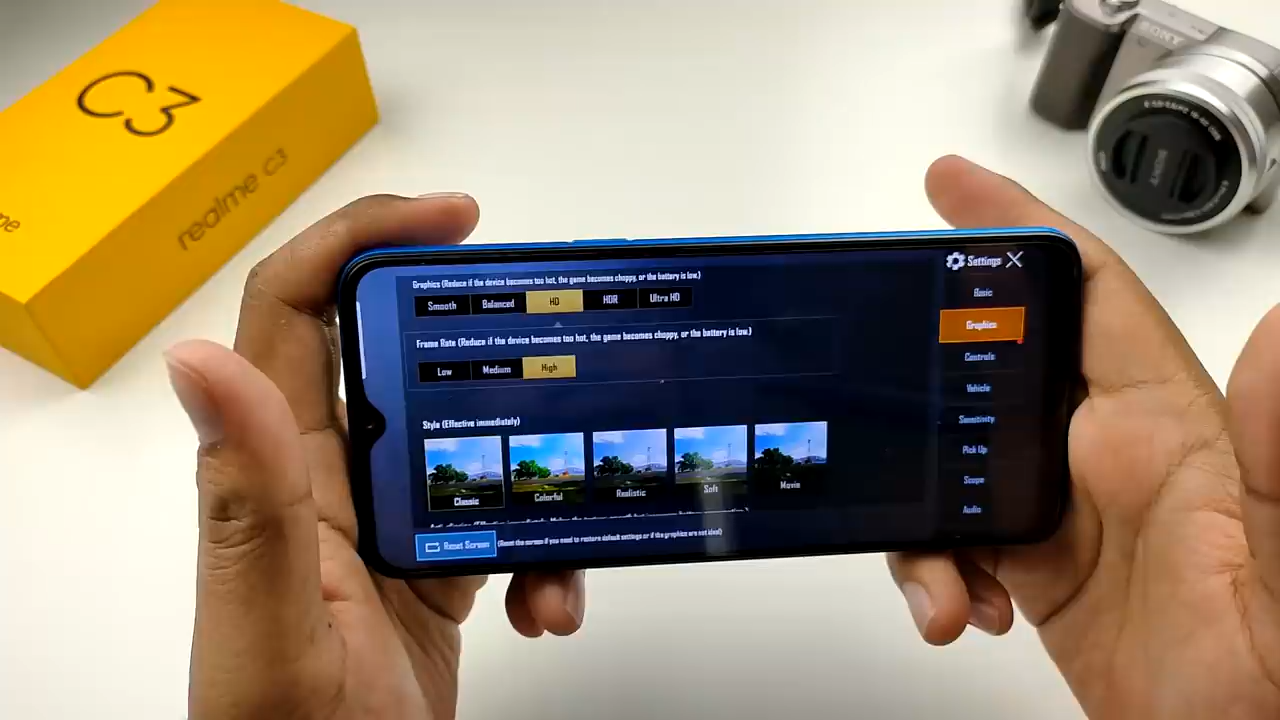 C3
realme C3
me
SONY
SONY
Settings
Graphics (Reduce if the device becomes too hot, the game becomes choppy, or the battery is low.)
Smooth Balanced HD HDR Ultra HD
Frame Rate (Reduce if the device becomes too hot, the game becomes choppy, or the battery is low.)
Low Medium High
Style (Effective immediately)
Classic Colorful Realistic Soft Movie
Reset Screen (Reset the screen if you need to restore default settings or if the graphics are not ideal)
Basic
Graphics
Controls
Vehicle
Sensitivity
Pick Up
Scope
Audio